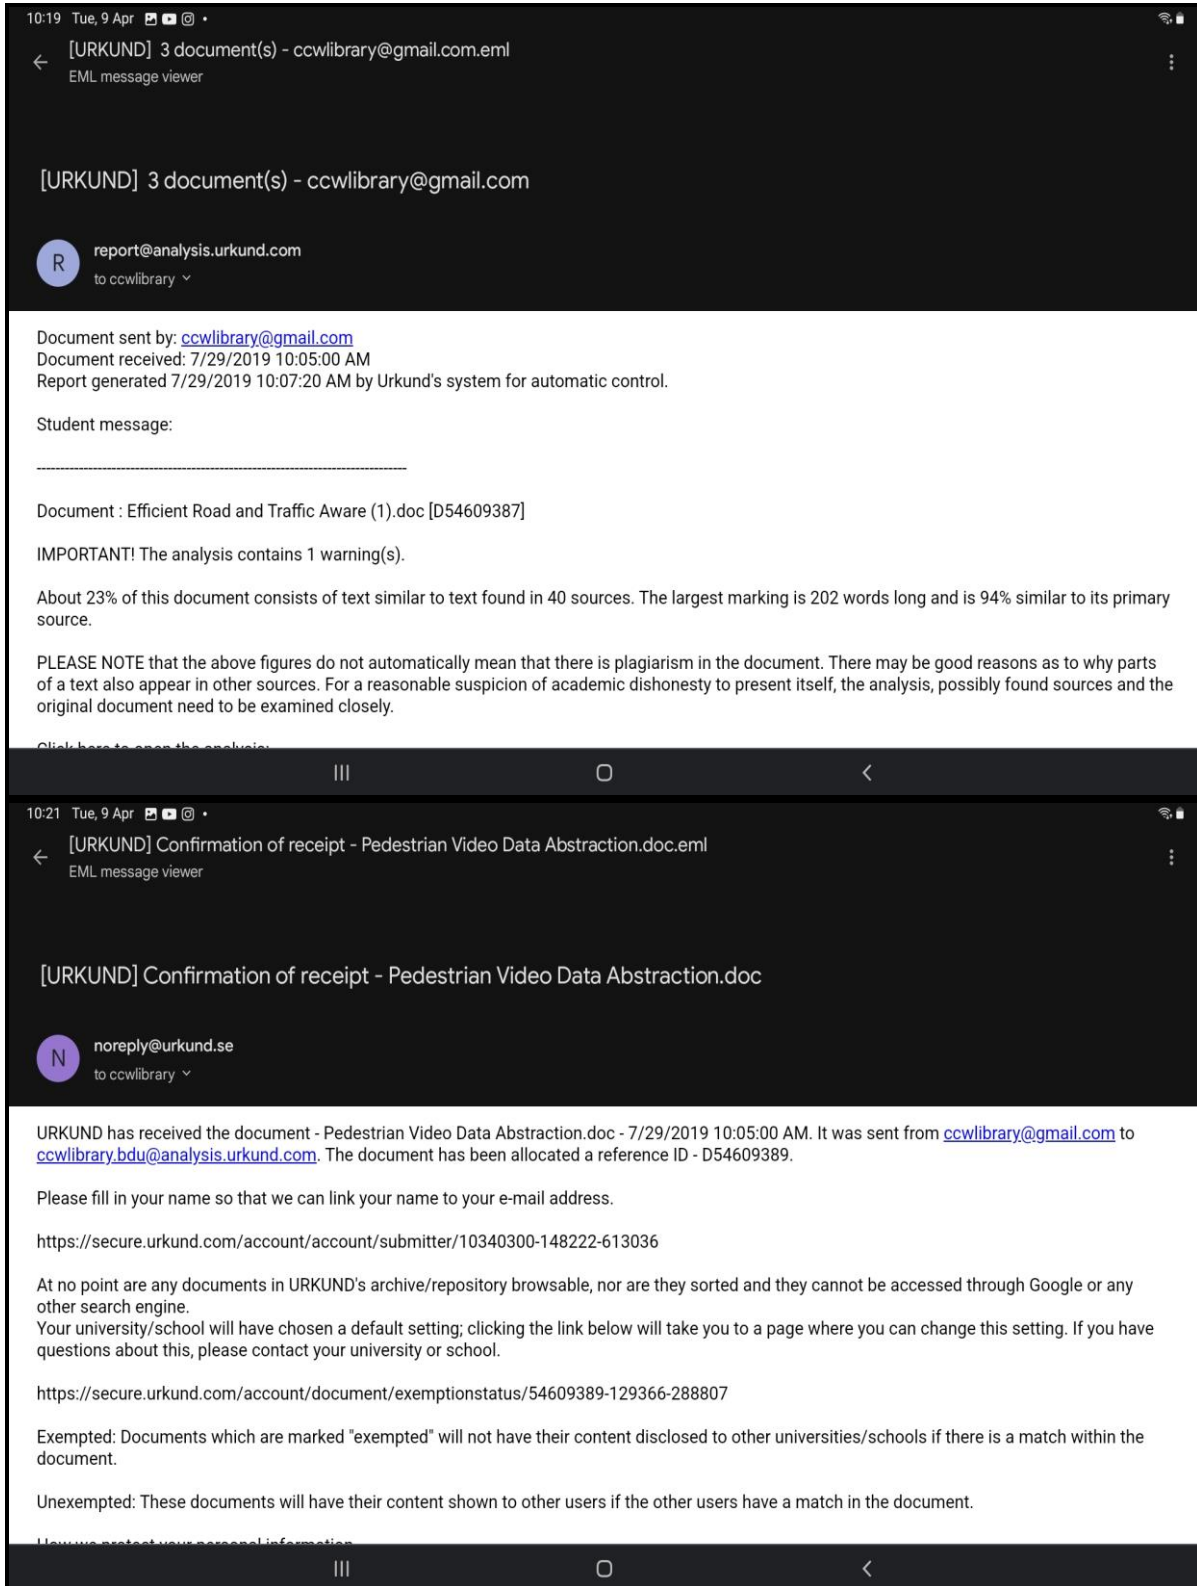 10:19 Tue, 9 Apr
[URKUND] 3 document(s) - ccwlibrary@gmail.com.eml
EML message viewer
[URKUND] 3 document(s) - ccwlibrary@gmail.com
R
report@analysis.urkund.com
to ccwlibrary
Document sent by: ccwlibrary@gmail.com
Document received: 7/29/2019 10:05:00 AM
Report generated 7/29/2019 10:07:20 AM by Urkund's system for automatic control.
Student message:
--------------------------------------------------------------------------------
Document : Efficient Road and Traffic Aware (1).doc [D54609387]
IMPORTANT! The analysis contains 1 warning(s).
About 23% of this document consists of text similar to text found in 40 sources. The largest marking is 202 words long and is 94% similar to its primary
source.
PLEASE NOTE that the above figures do not automatically mean that there is plagiarism in the document. There may be good reasons as to why parts
of a text also appear in other sources. For a reasonable suspicion of academic dishonesty to present itself, the analysis, possibly found sources and the
original document need to be examined closely.
Click here to open the analysis:
10:21 Tue, 9 Apr
[URKUND] Confirmation of receipt - Pedestrian Video Data Abstraction.doc.eml
EML message viewer
[URKUND] Confirmation of receipt - Pedestrian Video Data Abstraction.doc
N
noreply@urkund.se
to ccwlibrary
URKUND has received the document - Pedestrian Video Data Abstraction.doc - 7/29/2019 10:05:00 AM. It was sent from ccwlibrary@gmail.com to
ccwlibrary.bdu@analysis.urkund.com. The document has been allocated a reference ID - D54609389.
Please fill in your name so that we can link your name to your e-mail address.
https://secure.urkund.com/account/account/submitter/10340300-148222-613036
At no point are any documents in URKUND's archive/repository browsable, nor are they sorted and they cannot be accessed through Google or any
other search engine.
Your university/school will have chosen a default setting; clicking the link below will take you to a page where you can change this setting. If you have
questions about this, please contact your university or school.
https://secure.urkund.com/account/document/exemptionstatus/54609389-129366-288807
Exempted: Documents which are marked "exempted" will not have their content disclosed to other universities/schools if there is a match within the
document.
Unexempted: These documents will have their content shown to other users if the other users have a match in the document.
How we protect your personal information